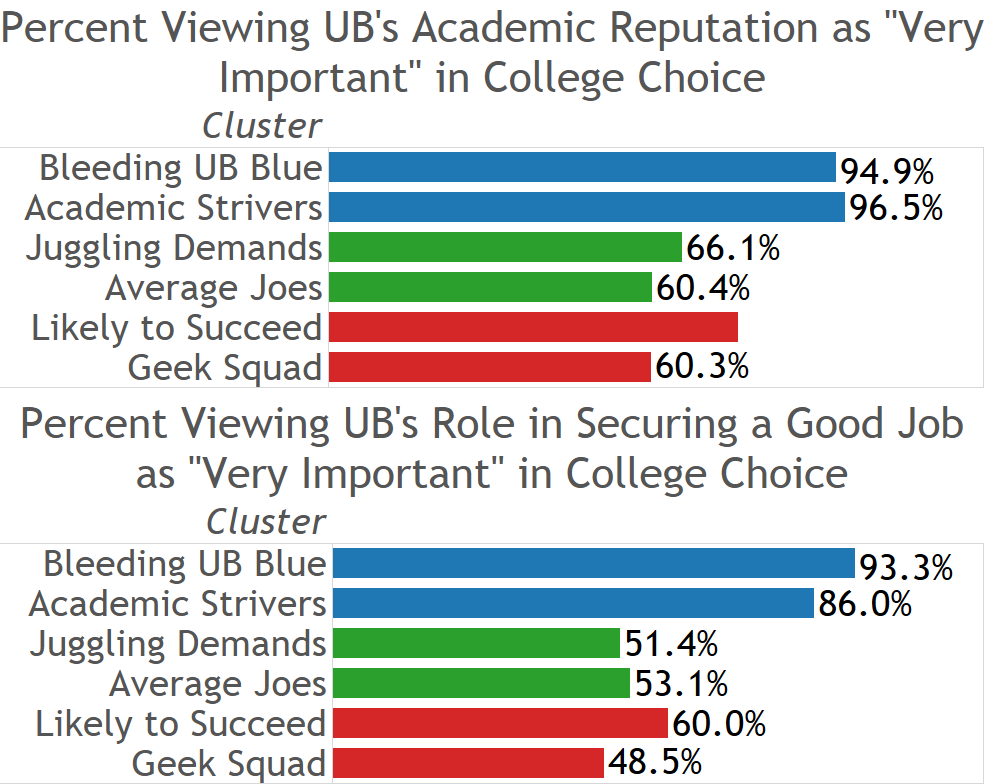 Percent Viewing UB's Academic Reputation as "Very
Important" in College Choice
Cluster
Bleeding UB Blue 94.9%
Academic Strivers 96.5%
Juggling Demands 66.1%
Average Joes 60.4%
Likely to Succeed
Geek Squad 60.3%
Percent Viewing UB's Role in Securing a Good Job
as "Very Important" in College Choice
Cluster
Bleeding UB Blue 93.3%
Academic Strivers 86.0%
Juggling Demands 51.4%
Average Joes 53.1%
Likely to Succeed 60.0%
Geek Squad 48.5%